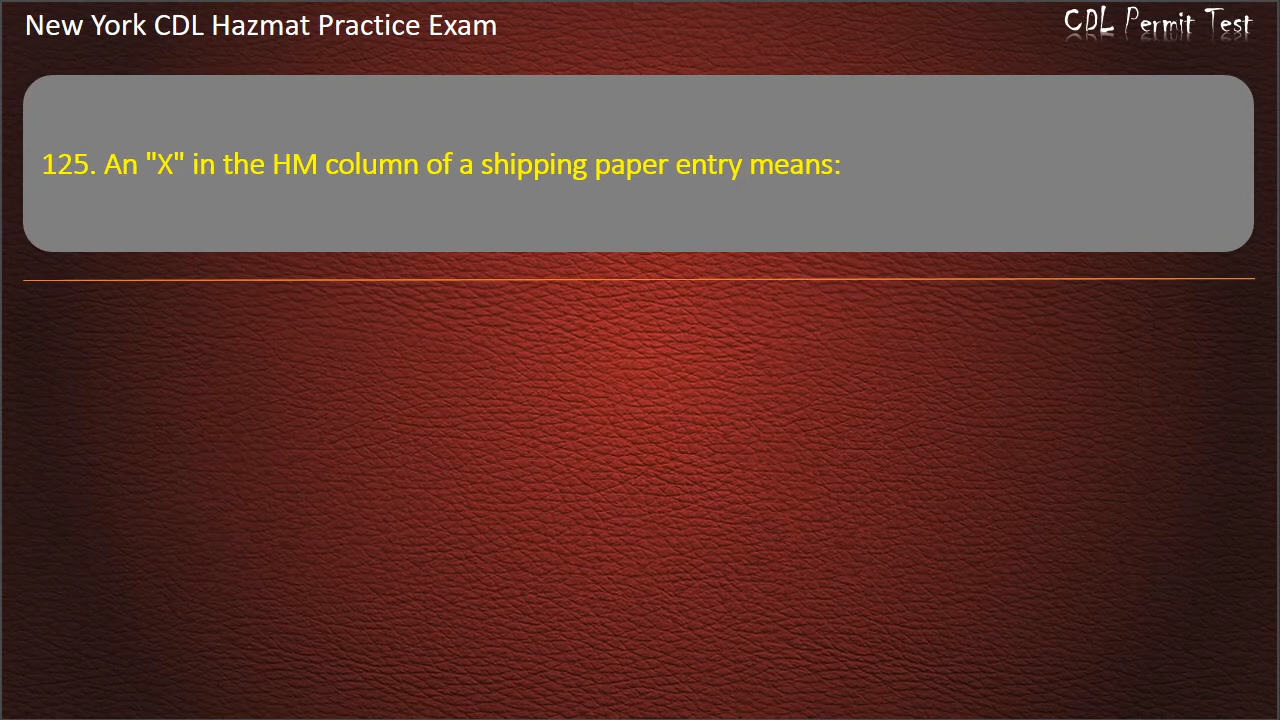 New York CDL Hazmat Practice Exam
CDL Permit Test
125. An "X" in the HM column of a shipping paper entry means: